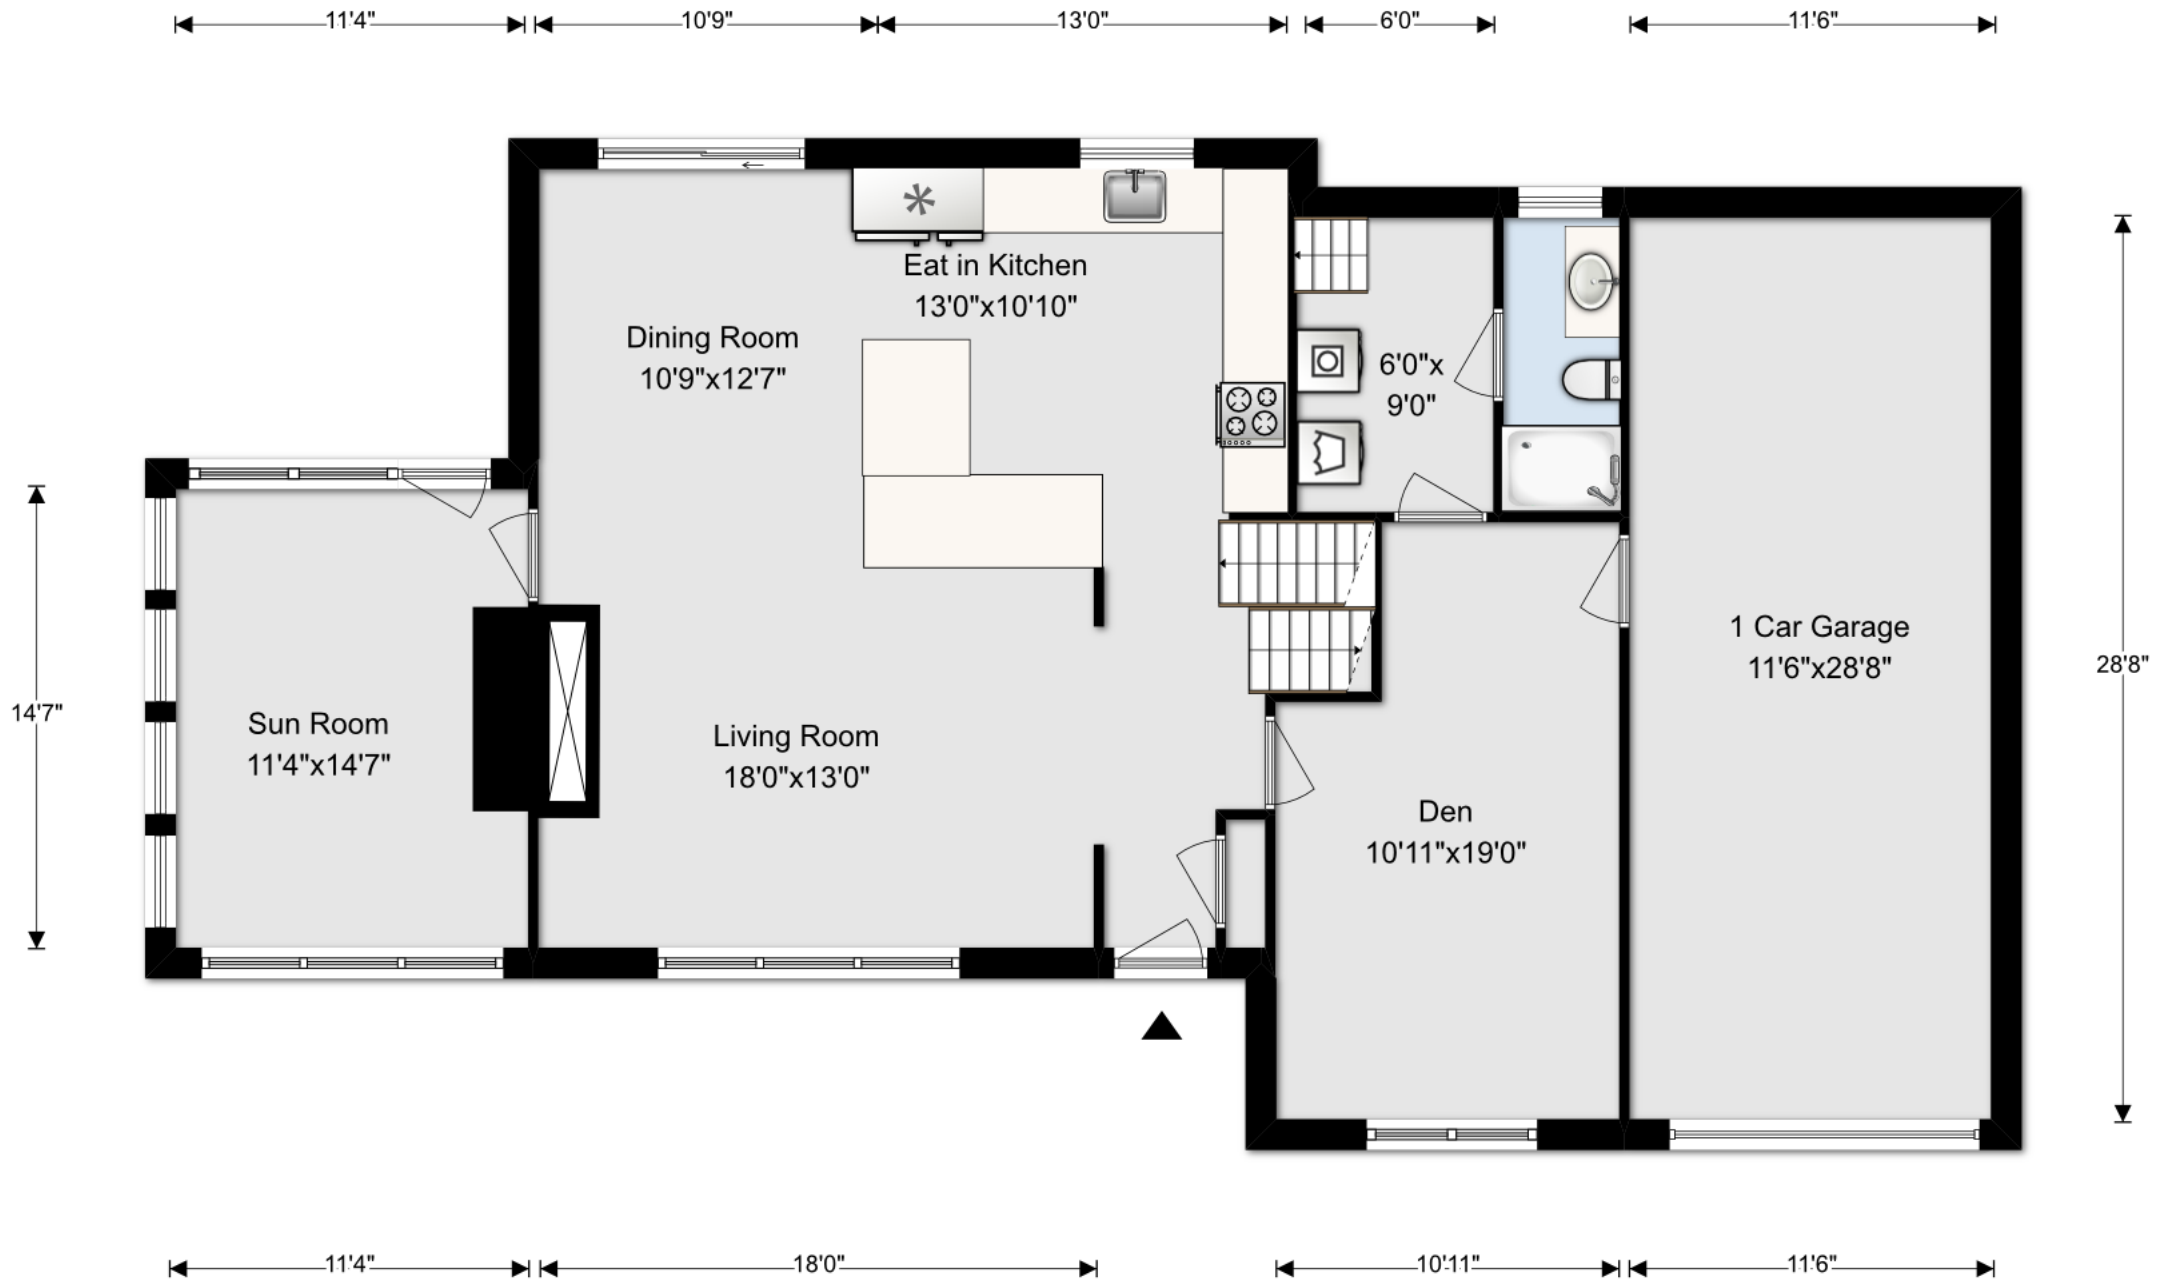 11'4"
10'9"
13'0"
6'0"
11'6"
Eat in Kitchen
13'0"x10'10"
Dining Room
10'9"x12'7"
6'0"x
9'0"
1 Car Garage
11'6"x28'8"
28'8"
14'7"
Sun Room
11'4"x14'7"
Living Room
18'0"x13'0"
Den
10'11"x19'0"
11'4"
18'0"
10'11"
11'6"